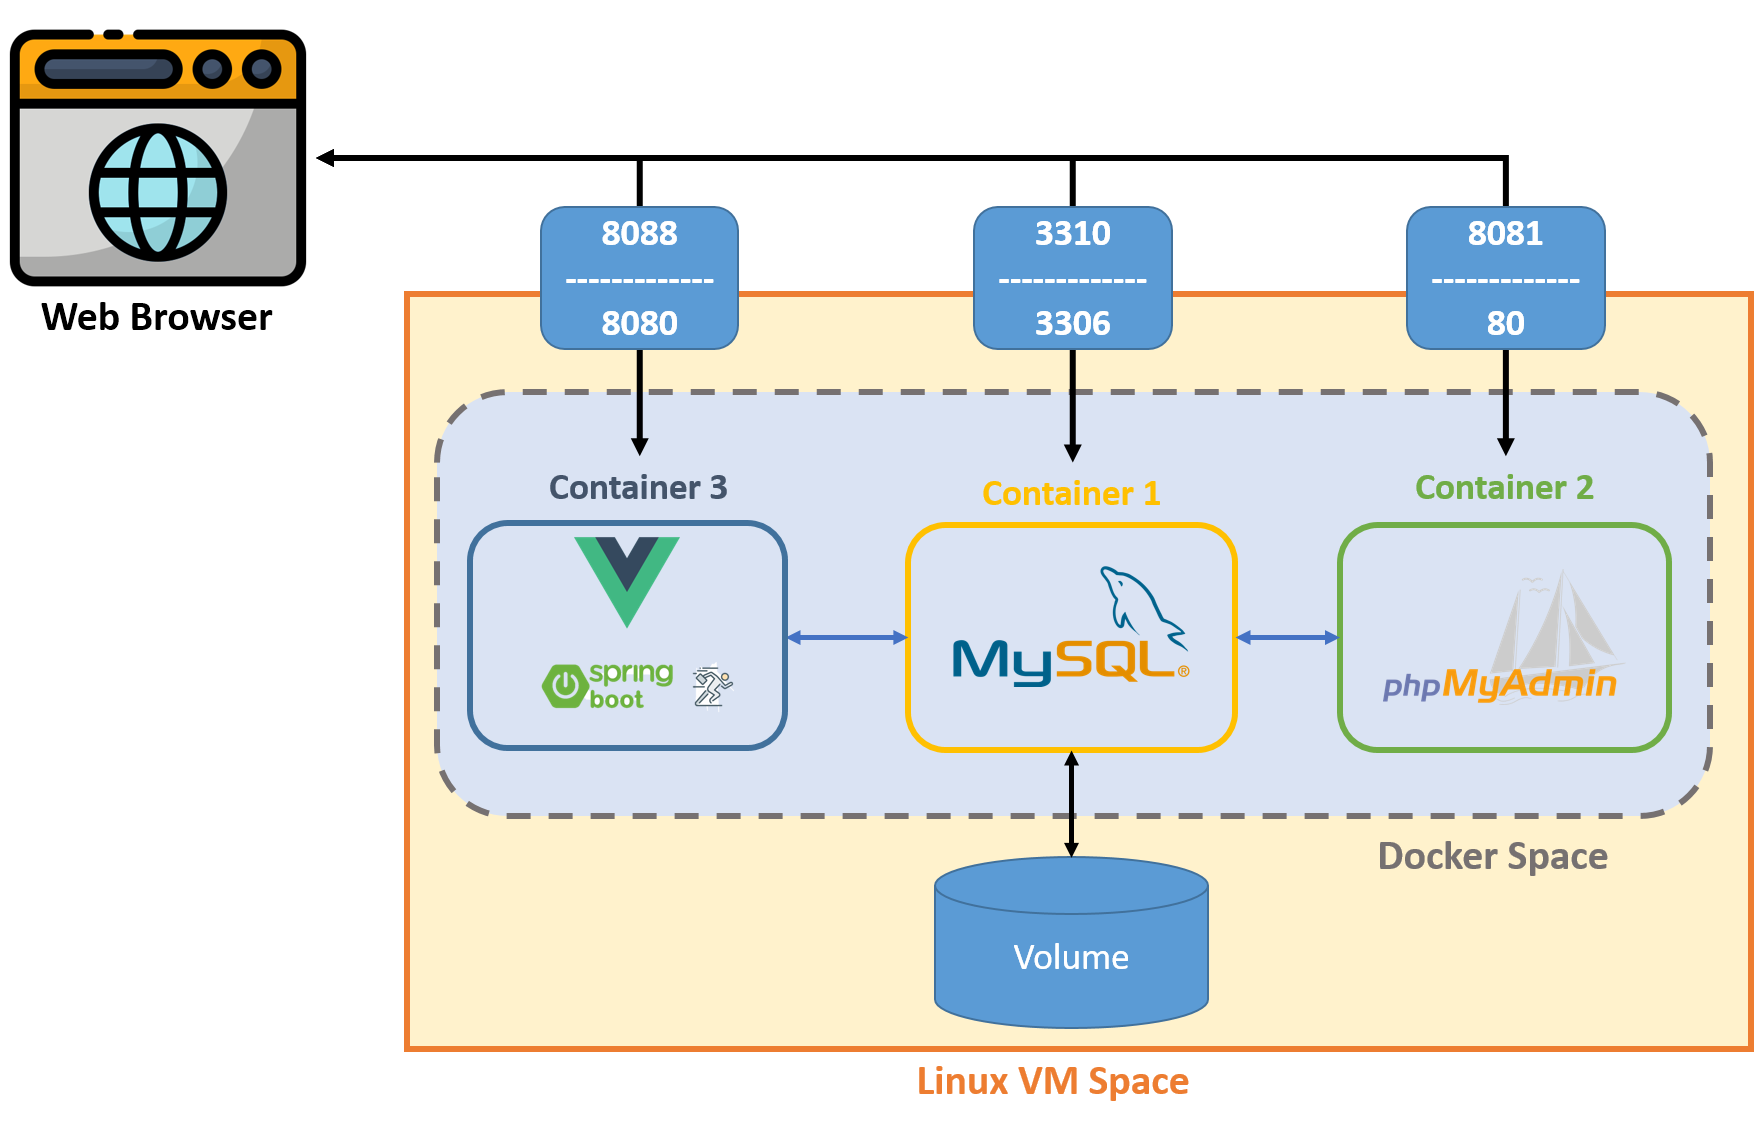 Web Browser
8088
-------------
8080
3310
-------------
3306
8081
-------------
80
Container 3
Container 1
Container 2
spring
boot
MySQL®
phpMyAdmin
Docker Space
Volume
Linux VM Space